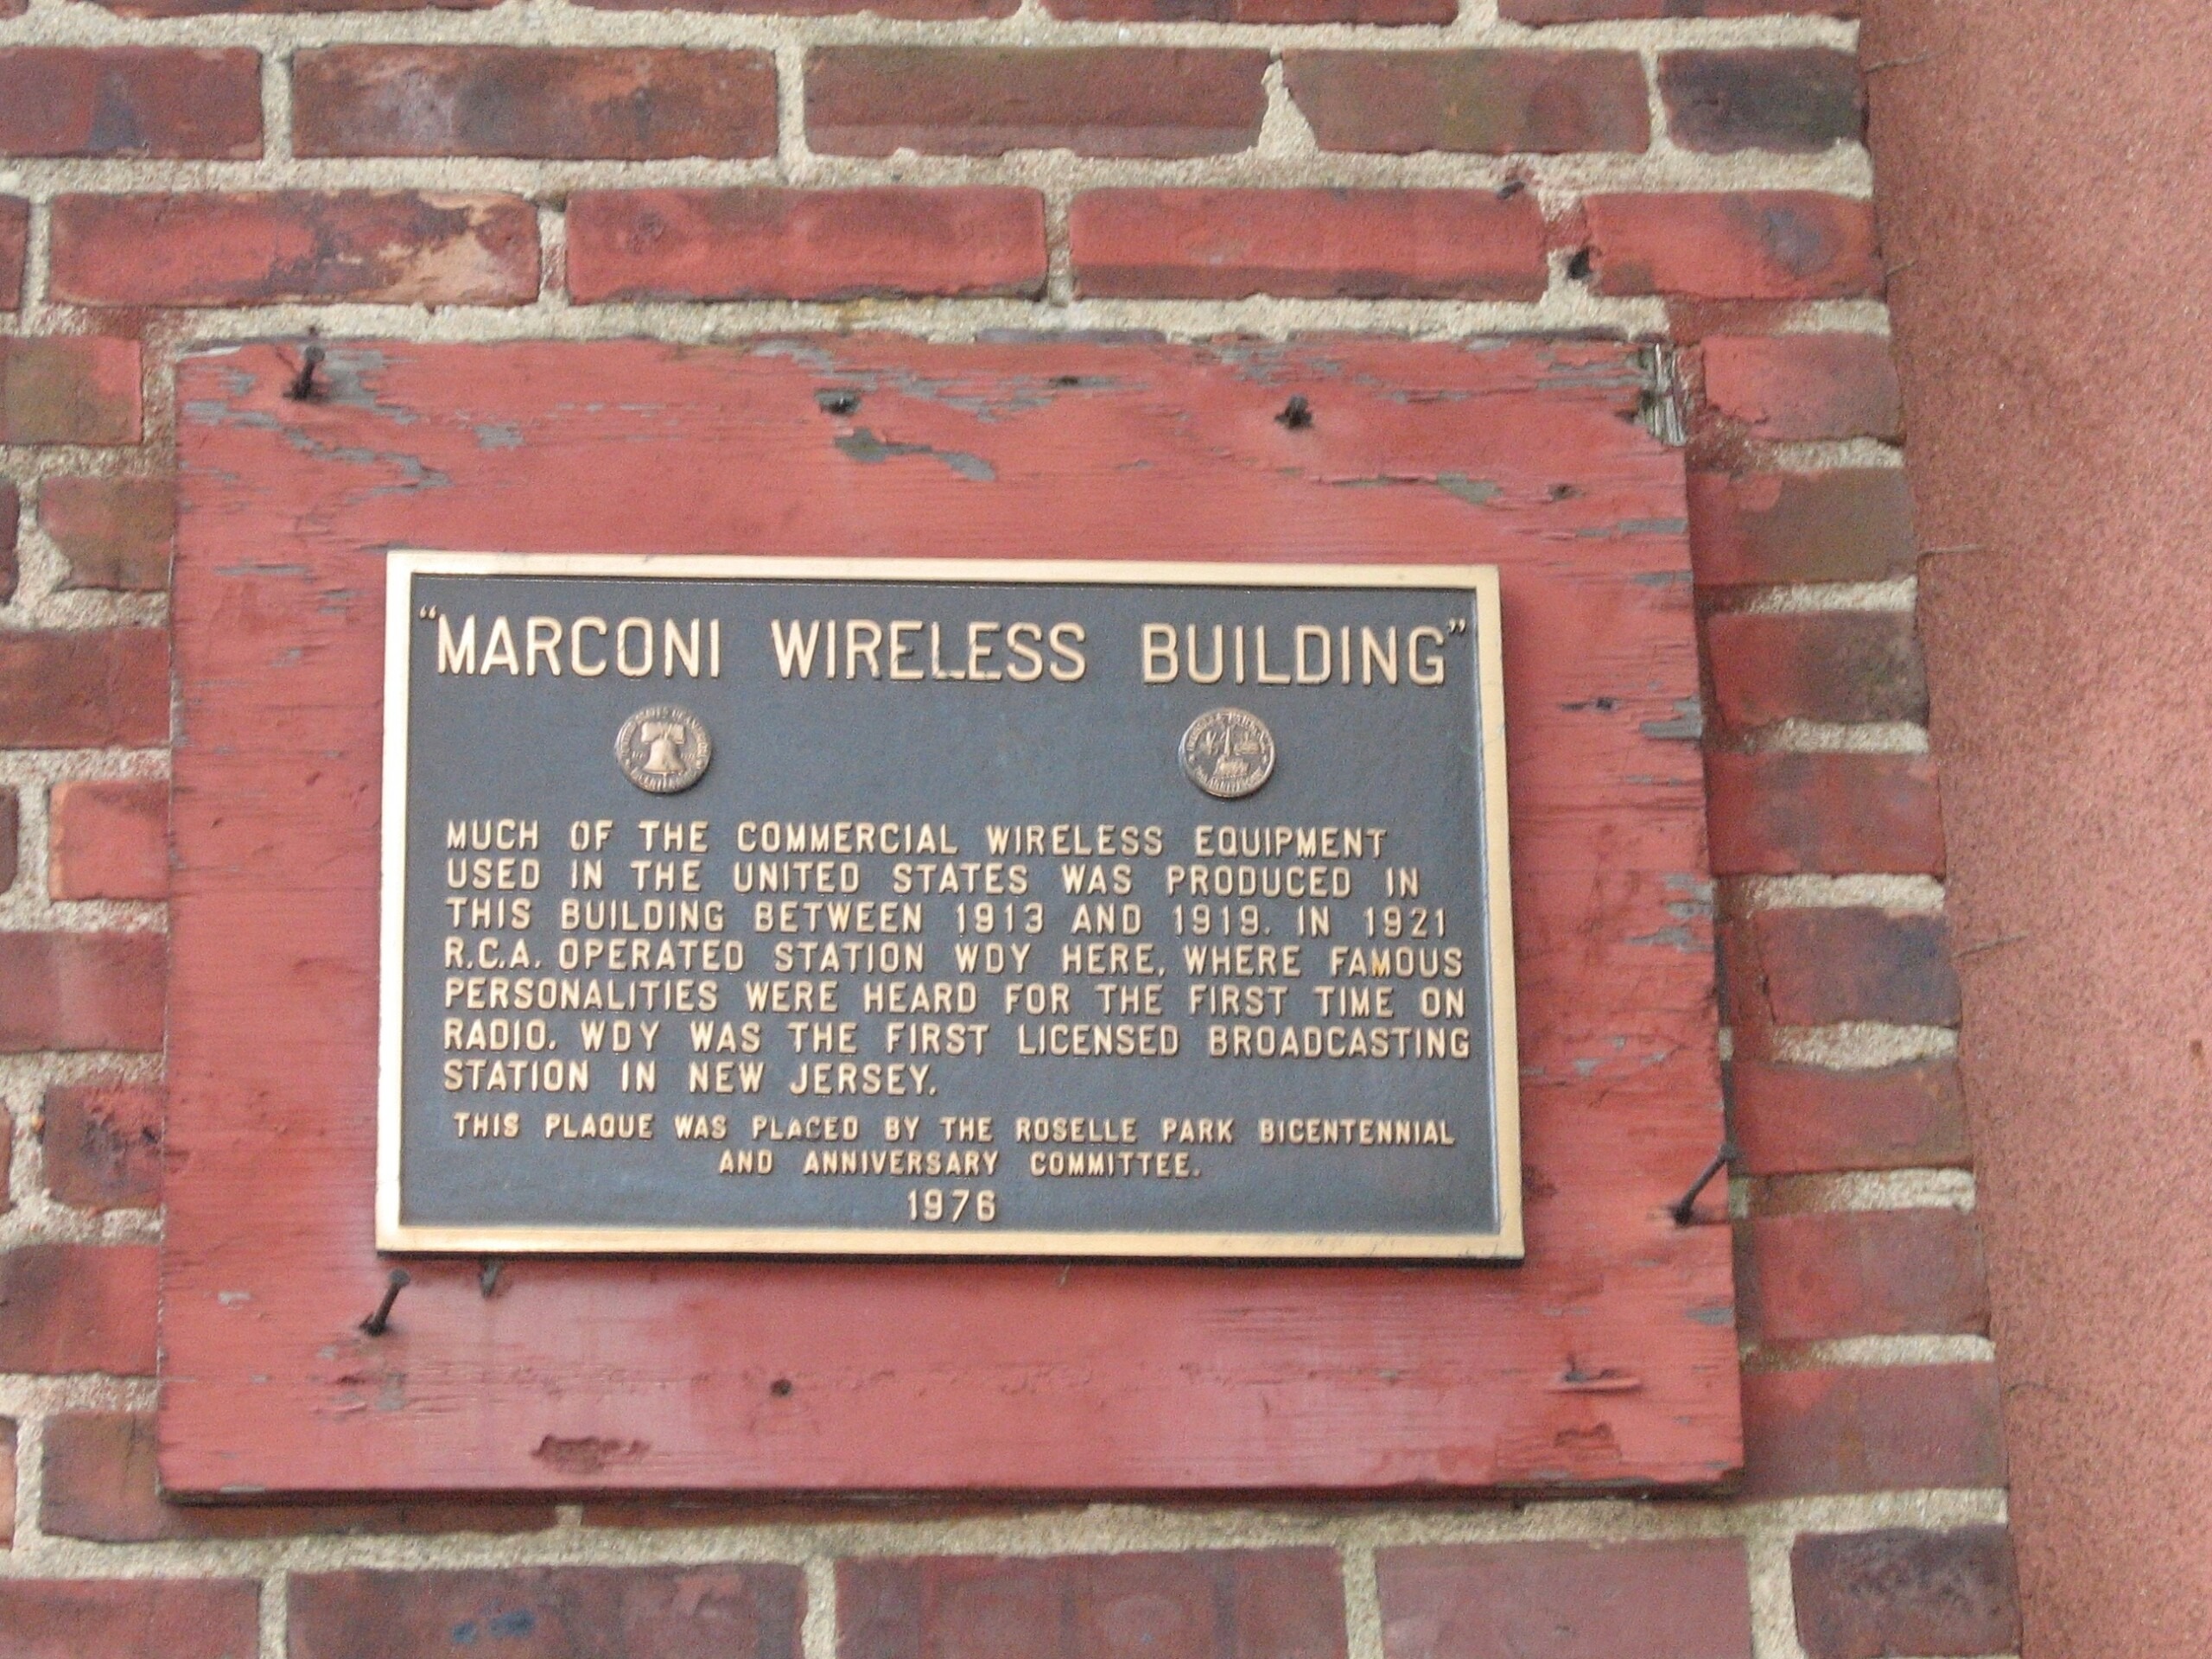 “MARCONI WIRELESS BUILDING”
MUCH OF THE COMMERCIAL WIRELESS EQUIPMENT
USED IN THE UNITED STATES WAS PRODUCED IN
THIS BUILDING BETWEEN 1913 AND 1919. IN 1921
R.C.A. OPERATED STATION WDY HERE, WHERE FAMOUS
PERSONALITIES WERE HEARD FOR THE FIRST TIME ON
RADIO. WDY WAS THE FIRST LICENSED BROADCASTING
STATION IN NEW JERSEY.
THIS PLAQUE WAS PLACED BY THE ROSELLE PARK BICENTENNIAL
AND ANNIVERSARY COMMITTEE.
1976